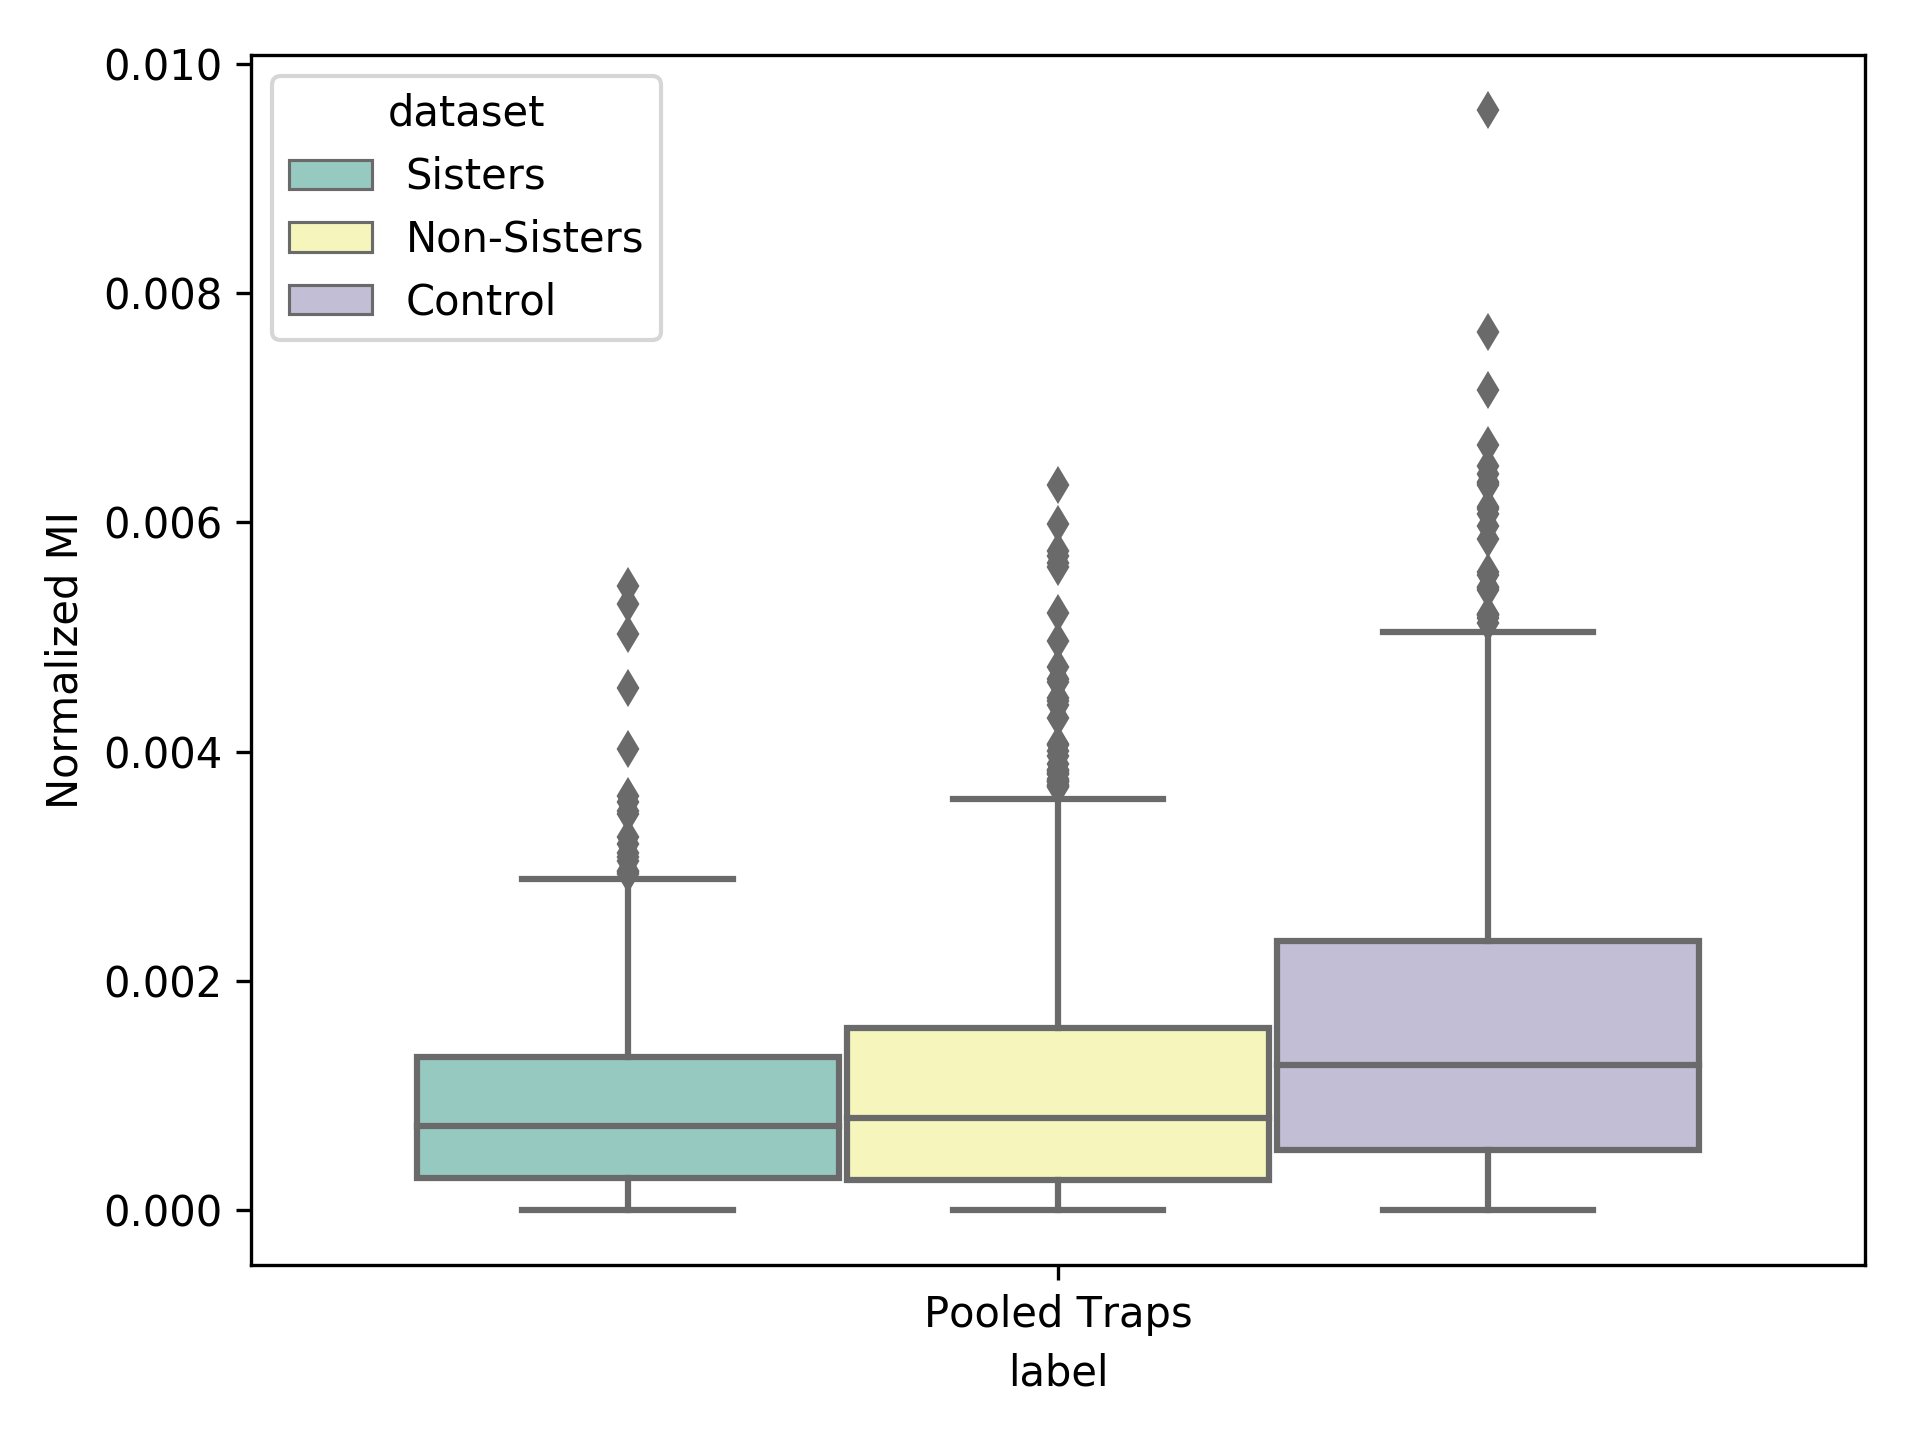 0.010
0.008
0.006
0.004
0.002
0.000
Normalized MI
dataset
Sisters
Non-Sisters
Control
Pooled Traps
label